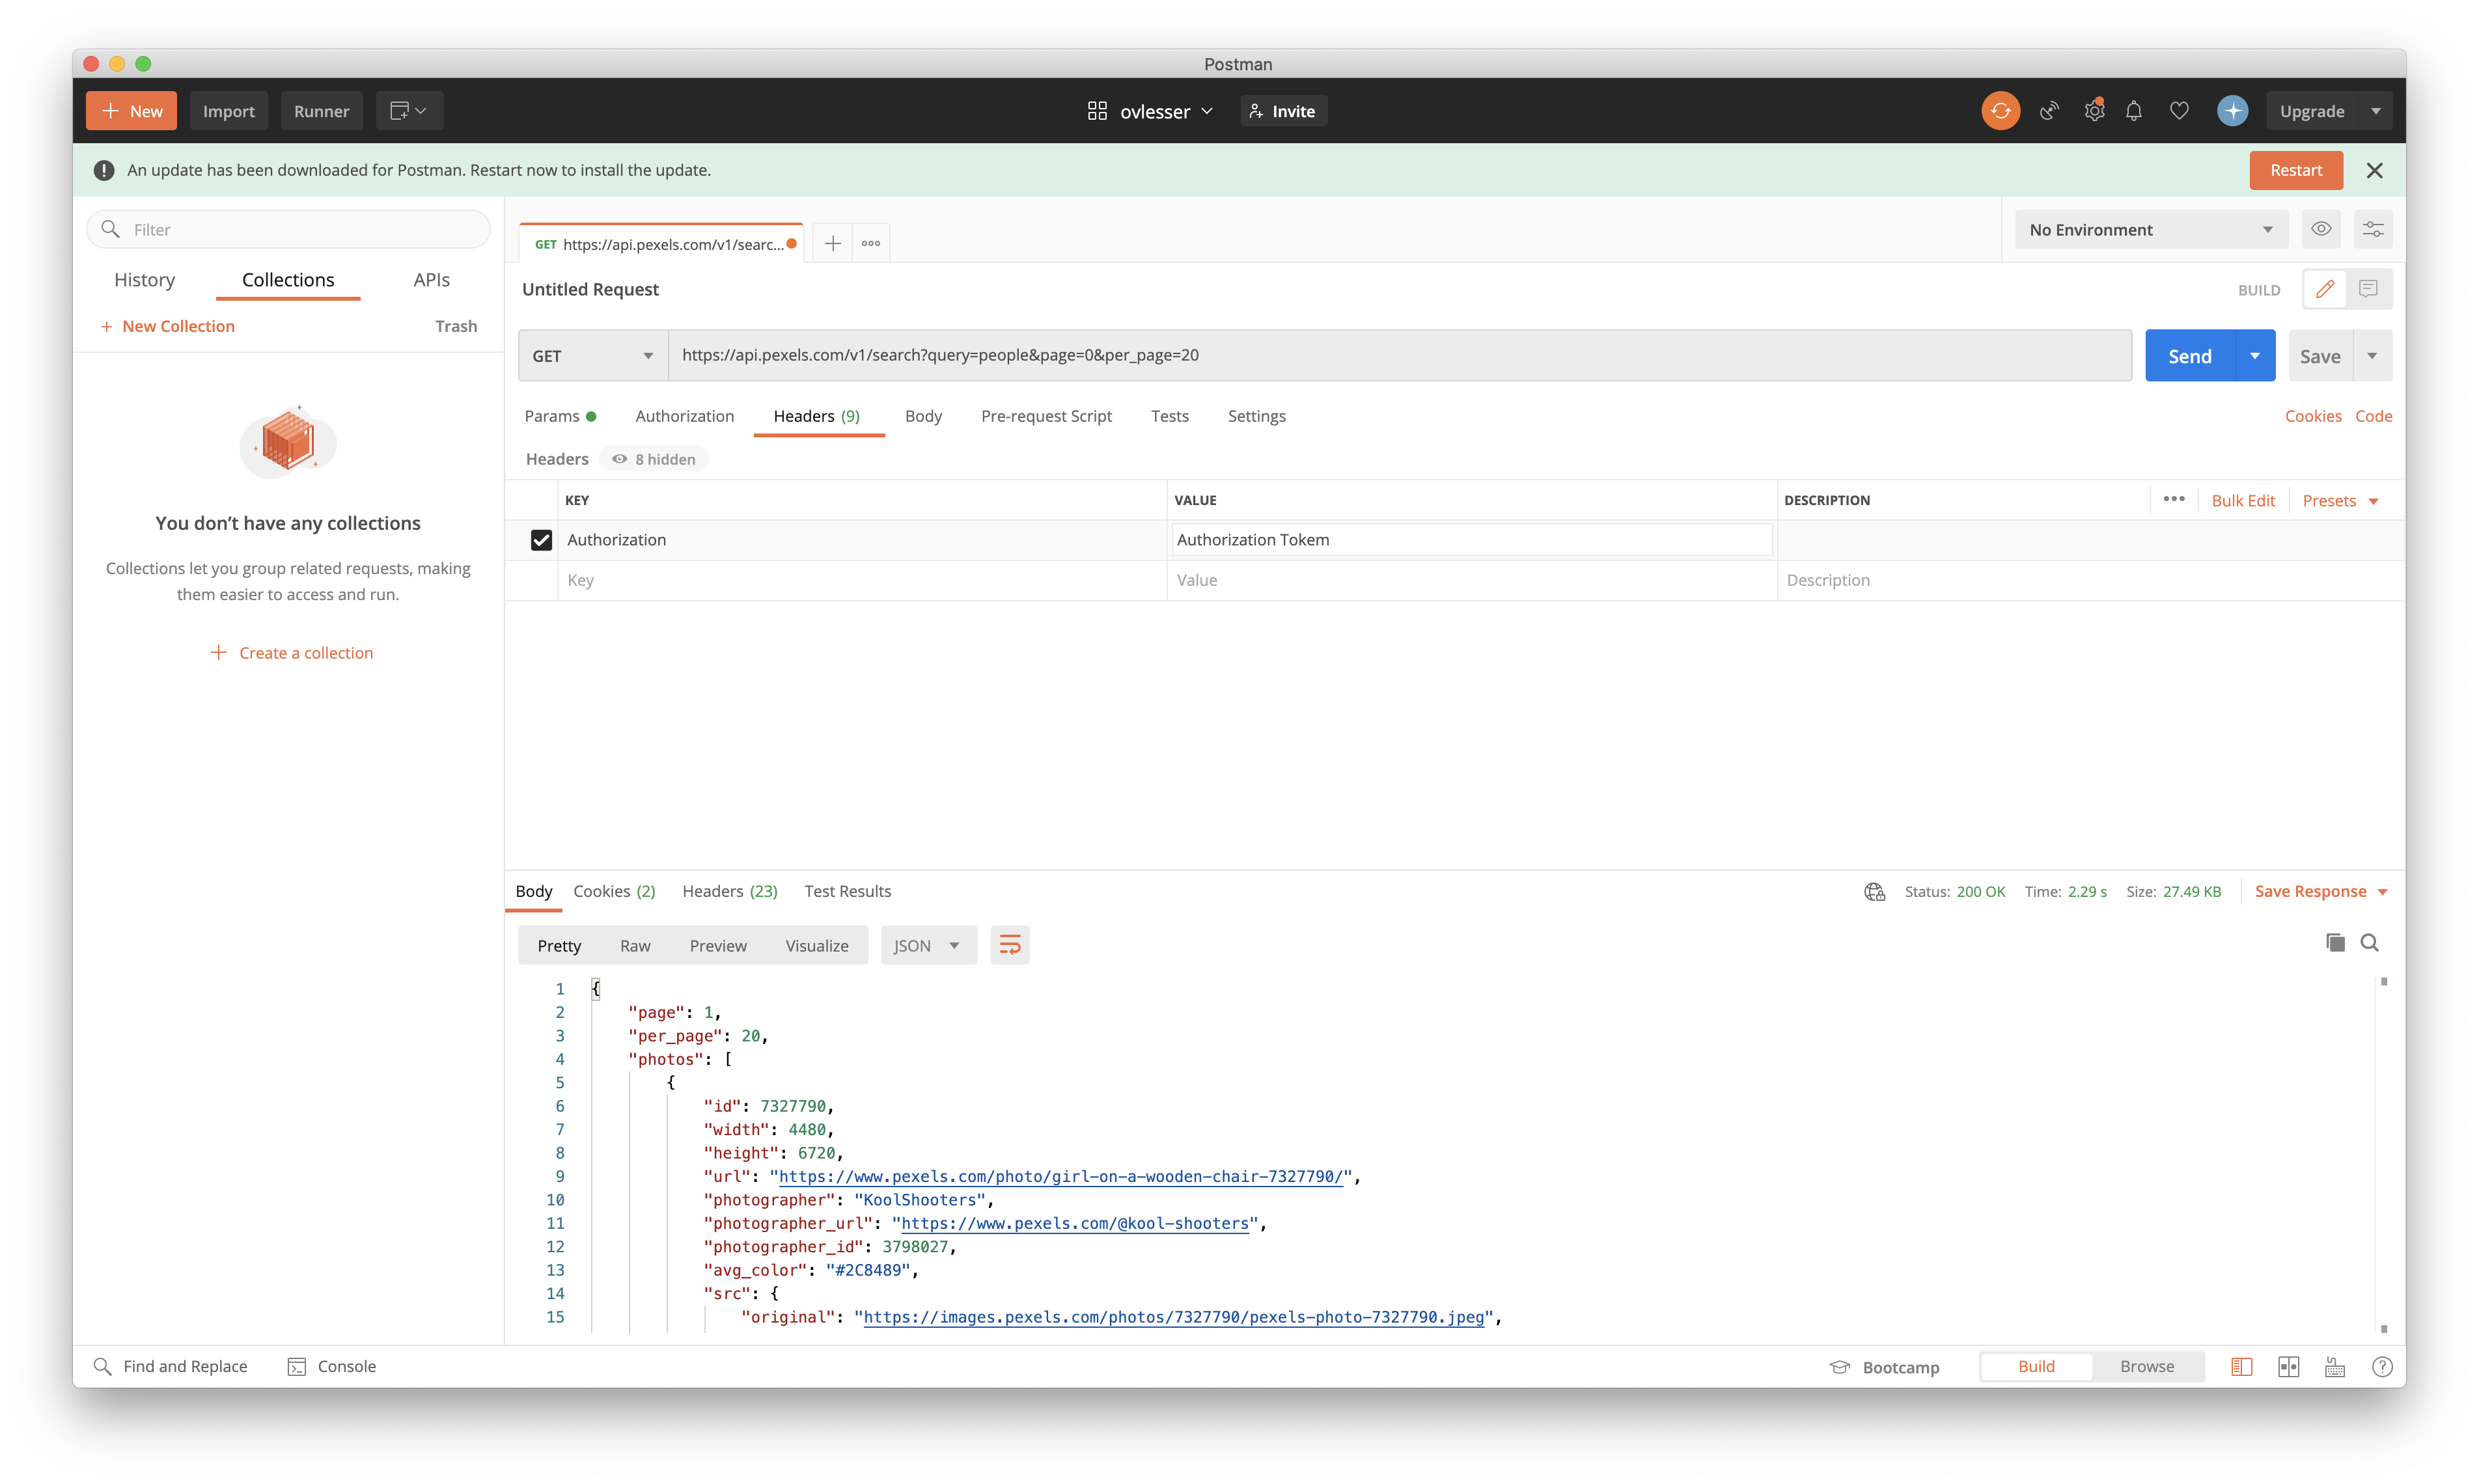 Postman
New Import Runner ovlesser Invite Upgrade
An update has been downloaded for Postman. Restart now to install the update. Restart
Filter
History Collections APIs
+ New Collection Trash
You don’t have any collections
Collections let you group related requests, making
them easier to access and run.
+ Create a collection
GET https://api.pexels.com/v1/searc...
No Environment
Untitled Request
BUILD
GET https://api.pexels.com/v1/search?query=people&page=0&per_page=20 Send Save
Params Authorization Headers (9) Body Pre-request Script Tests Settings Cookies Code
Headers 8 hidden
KEY VALUE DESCRIPTION Bulk Edit Presets
Authorization Authorization Tokem
Key Value Description
Body Cookies (2) Headers (23) Test Results Status: 200 OK Time: 2.29 s Size: 27.49 KB Save Response
Pretty Raw Preview Visualize JSON
1 {
2 "page": 1,
3 "per_page": 20,
4 "photos": [
5 {
6 "id": 7327790,
7 "width": 4480,
8 "height": 6720,
9 "url": "https://www.pexels.com/photo/girl-on-a-wooden-chair-7327790/",
10 "photographer": "KoolShooters",
11 "photographer_url": "https://www.pexels.com/@kool-shooters",
12 "photographer_id": 3798027,
13 "avg_color": "#2C8489",
14 "src": {
15 "original": "https://images.pexels.com/photos/7327790/pexels-photo-7327790.jpeg",
Find and Replace Console Bootcamp Build Browse